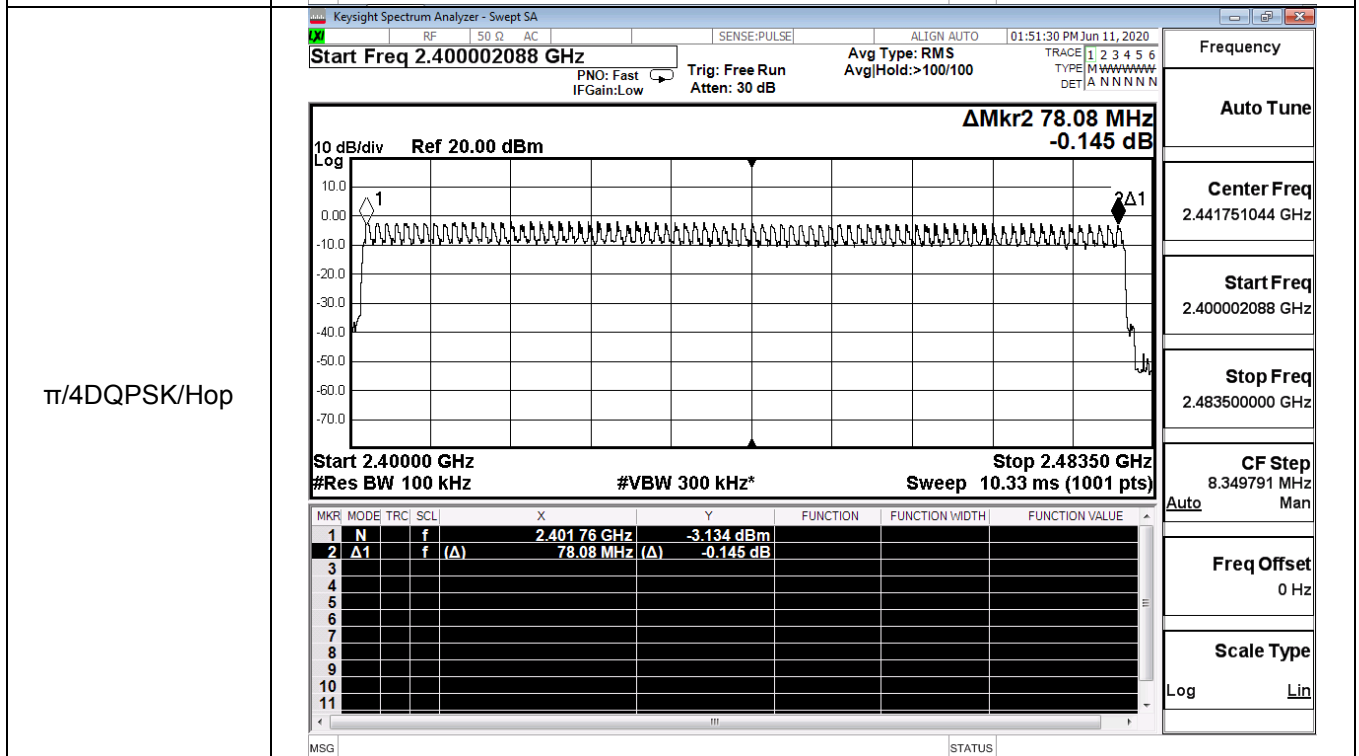 π/4DQPSK/Hop
Keysight Spectrum Analyzer - Swept SA
LXI RF 50 Ω AC SENSE:PULSE ALIGN AUTO 01:51:30 PM Jun 11, 2020
Start Freq 2.400002088 GHz
PNO: Fast
IFGain:Low
Trig: Free Run
Atten: 30 dB
Avg Type: RMS
Avg|Hold:>100/100
TRACE 1 2 3 4 5 6
TYPE M WWWWW
DET A N N N N N
ΔMkr2 78.08 MHz
-0.145 dB
10 dB/div Ref 20.00 dBm
Log
10.0
0.00
-10.0
-20.0
-30.0
-40.0
-50.0
-60.0
-70.0
1
2Δ1
Start 2.40000 GHz Stop 2.48350 GHz
#Res BW 100 kHz #VBW 300 kHz* Sweep 10.33 ms (1001 pts)
MKR MODE TRC SCL X Y FUNCTION FUNCTION WIDTH FUNCTION VALUE
1 N f 2.401 76 GHz -3.134 dBm
2 Δ1 f (Δ) 78.08 MHz (Δ) -0.145 dB
3
4
5
6
7
8
9
10
11
MSG STATUS
Frequency
Auto Tune
Center Freq
2.441751044 GHz
Start Freq
2.400002088 GHz
Stop Freq
2.483500000 GHz
CF Step
8.349791 MHz
Auto Man
Freq Offset
0 Hz
Scale Type
Log Lin